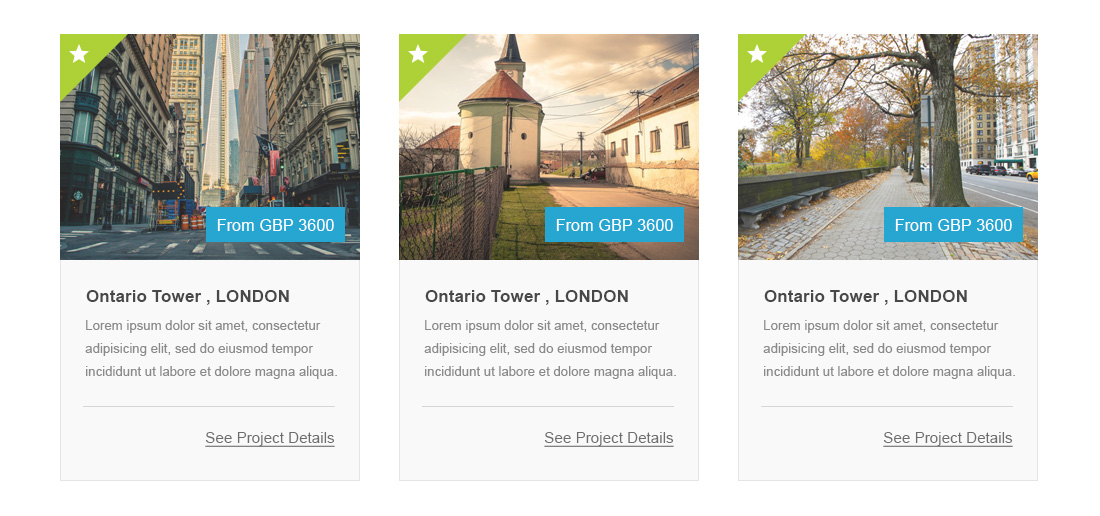 From GBP 3600
From GBP 3600
From GBP 3600
Ontario Tower , LONDON
Lorem ipsum dolor sit amet, consectetur
adipisicing elit, sed do eiusmod tempor
incididunt ut labore et dolore magna aliqua.
See Project Details
Ontario Tower , LONDON
Lorem ipsum dolor sit amet, consectetur
adipisicing elit, sed do eiusmod tempor
incididunt ut labore et dolore magna aliqua.
See Project Details
Ontario Tower , LONDON
Lorem ipsum dolor sit amet, consectetur
adipisicing elit, sed do eiusmod tempor
incididunt ut labore et dolore magna aliqua.
See Project Details